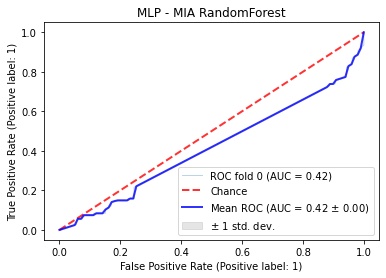 MLP - MIA RandomForest
True Positive Rate (Positive label: 1)
1.0
0.8
0.6
0.4
0.2
0.0
ROC fold 0 (AUC = 0.42)
Chance
Mean ROC (AUC = 0.42 ± 0.00)
± 1 std. dev.
0.0 0.2 0.4 0.6 0.8 1.0
False Positive Rate (Positive label: 1)